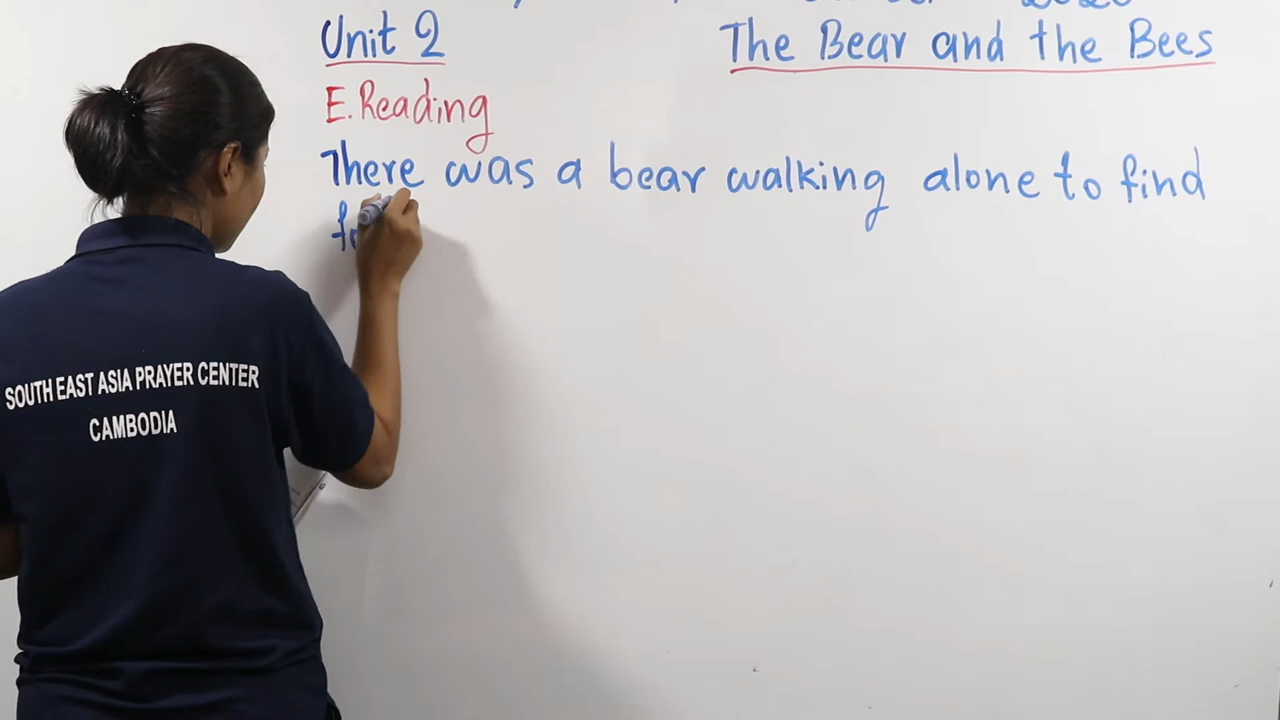 Unit 2
The Bear and the Bees
E. Reading
There was a bear walking alone to find
SOUTH EAST ASIA PRAYER CENTER
CAMBODIA